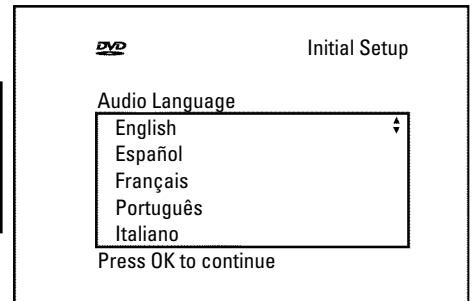 DVD
Initial Setup
Audio Language
English
Español
Français
Português
Italiano
Press OK to continue